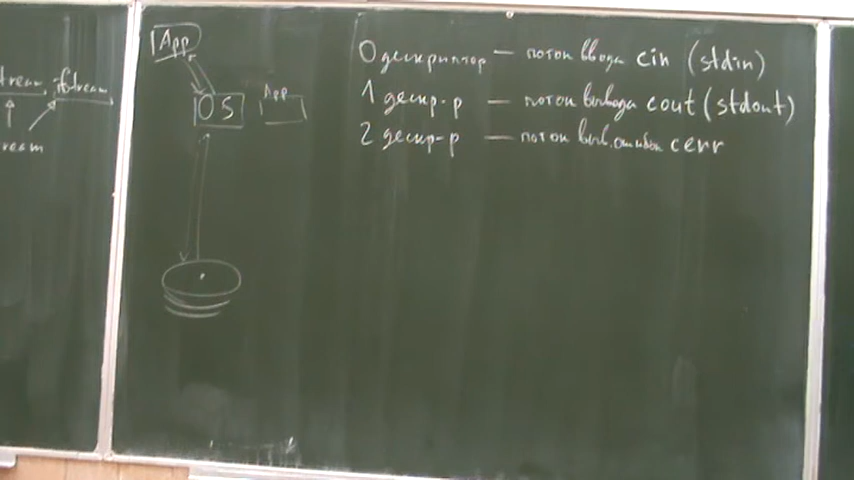 App
OS
App
ofstream
0 дескриптор — поток ввода cin (stdin)
1 дескр-р — поток вывода cout (stdout)
2 дескр-р — поток выв. ошибок cerr